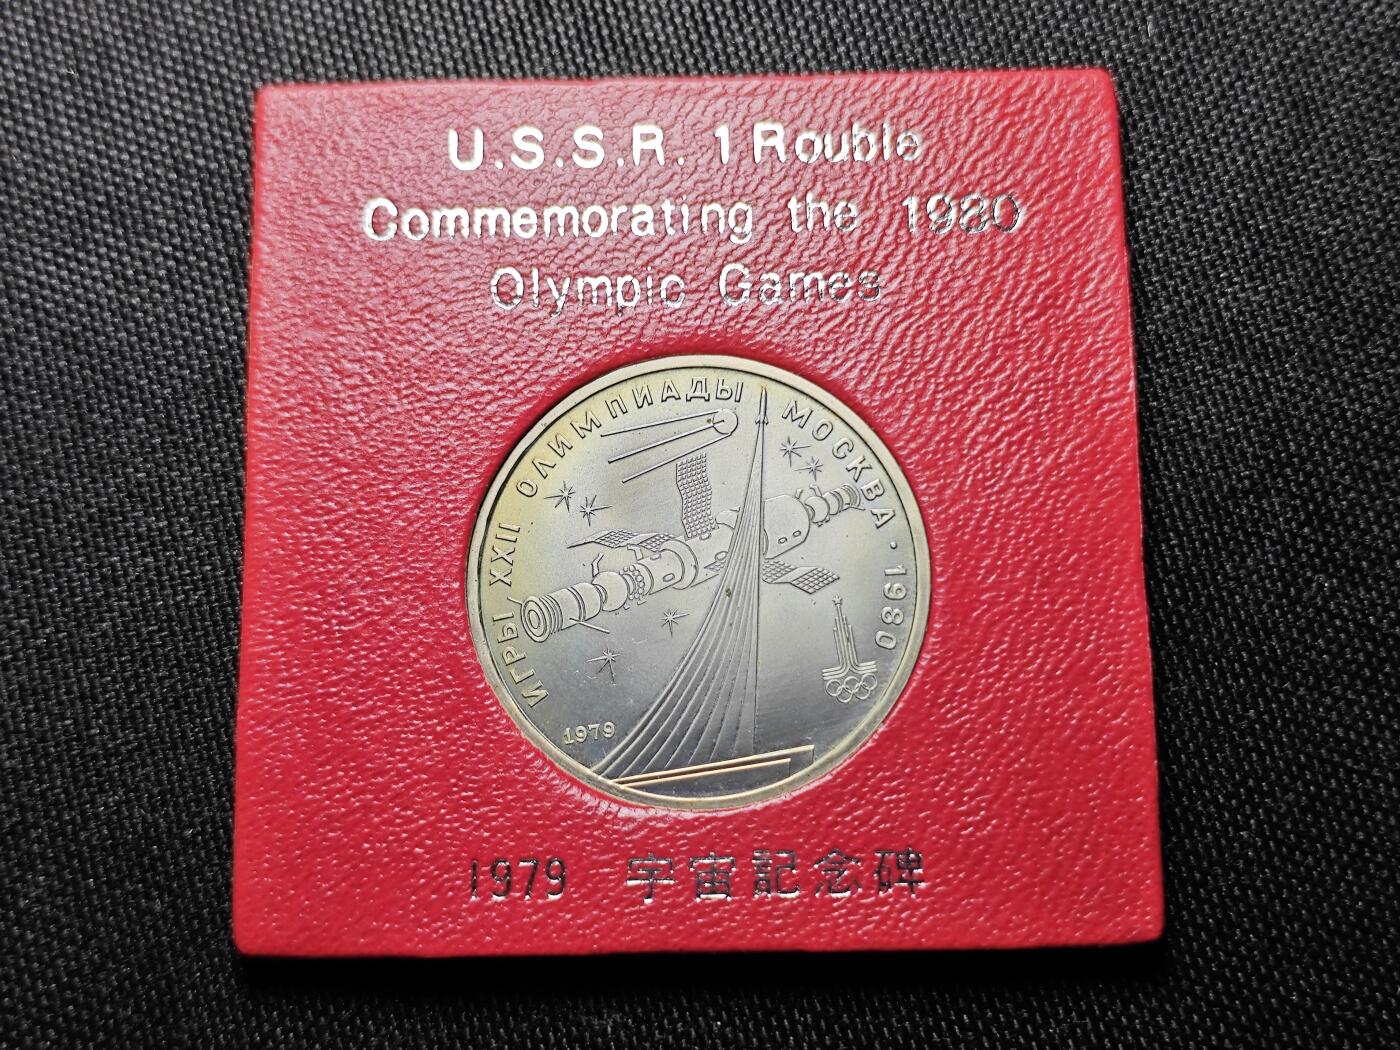 U.S.S.R. 1 Rouble
Commemorating the 1980
Olympic Games
ИГРЫ XXII ОЛИМПИАДЫ МОСКВА · 1980
1979
1979 宇宙記念碑